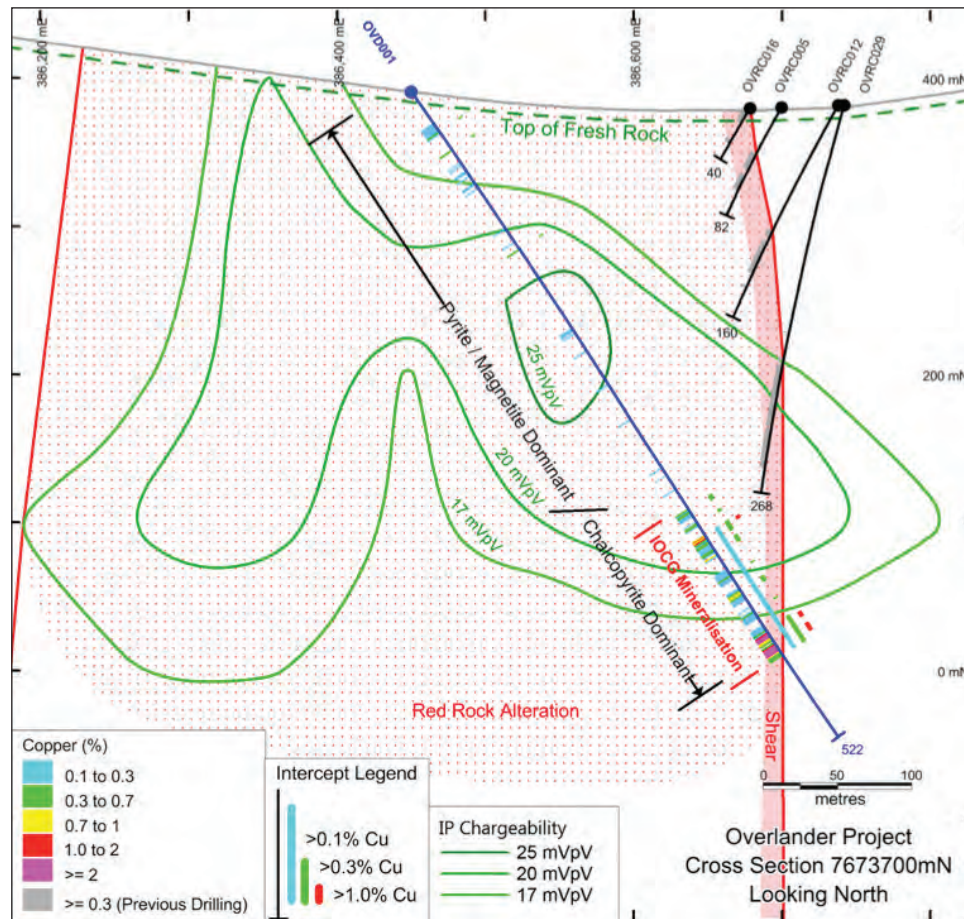 386,200 mE
386,400 mE
OVD001
386,600 mE
OVRC016
OVRC005
OVRC012
OVRC029
400 mN
Top of Fresh Rock
40
82
160
25 mVpV
200 mN
Pyrite / Magnetite Dominant
20 mVpV
17 mVpV
268
IOCG Mineralisation
Chalcopyrite Dominant
0 mN
Red Rock Alteration
Shear
522
Copper (%)
0.1 to 0.3
0.3 to 0.7
0.7 to 1
1.0 to 2
>= 2
>= 0.3 (Previous Drilling)
Intercept Legend
>0.1% Cu
>0.3% Cu
>1.0% Cu
IP Chargeability
25 mVpV
20 mVpV
17 mVpV
0 50 100
metres
Overlander Project
Cross Section 7673700mN
Looking North